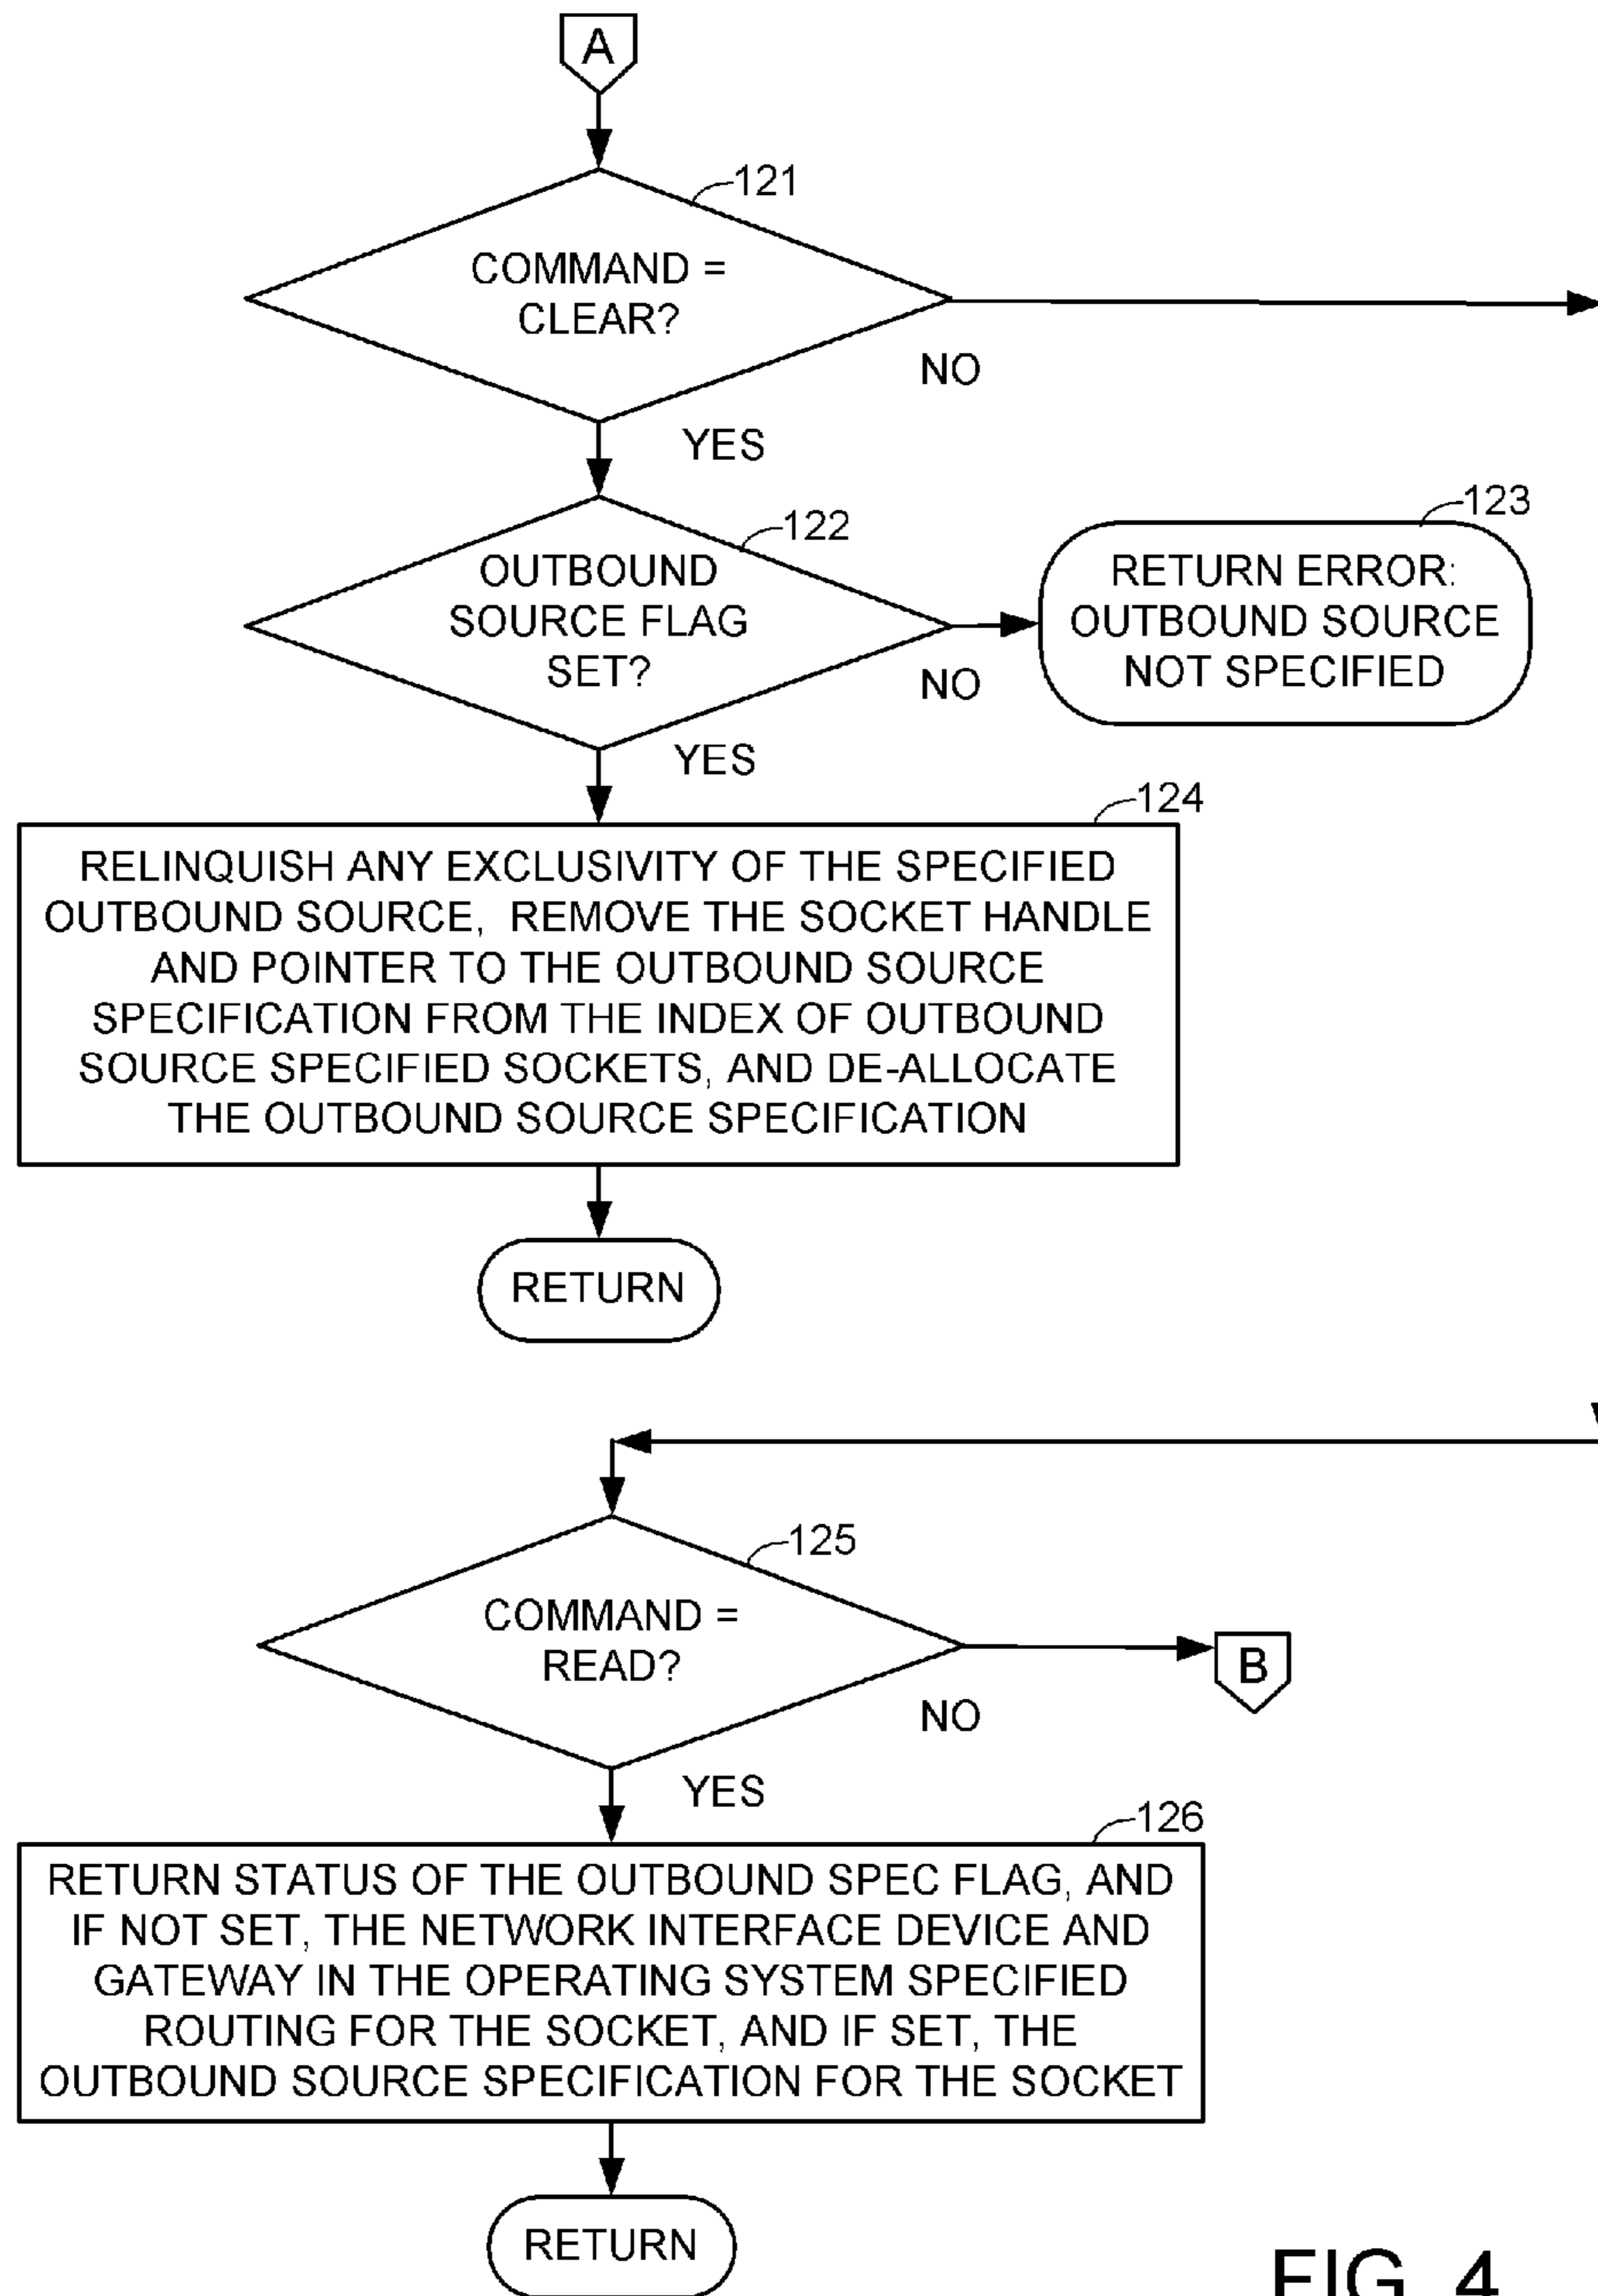 A
121
COMMAND =
CLEAR?
NO
YES
122
OUTBOUND
SOURCE FLAG
SET?
NO
YES
123
RETURN ERROR:
OUTBOUND SOURCE
NOT SPECIFIED
124
RELINQUISH ANY EXCLUSIVITY OF THE SPECIFIED
OUTBOUND SOURCE, REMOVE THE SOCKET HANDLE
AND POINTER TO THE OUTBOUND SOURCE
SPECIFICATION FROM THE INDEX OF OUTBOUND
SOURCE SPECIFIED SOCKETS, AND DE-ALLOCATE
THE OUTBOUND SOURCE SPECIFICATION
RETURN
125
COMMAND =
READ?
NO
B
YES
126
RETURN STATUS OF THE OUTBOUND SPEC FLAG, AND
IF NOT SET, THE NETWORK INTERFACE DEVICE AND
GATEWAY IN THE OPERATING SYSTEM SPECIFIED
ROUTING FOR THE SOCKET, AND IF SET, THE
OUTBOUND SOURCE SPECIFICATION FOR THE SOCKET
RETURN
FIG. 4